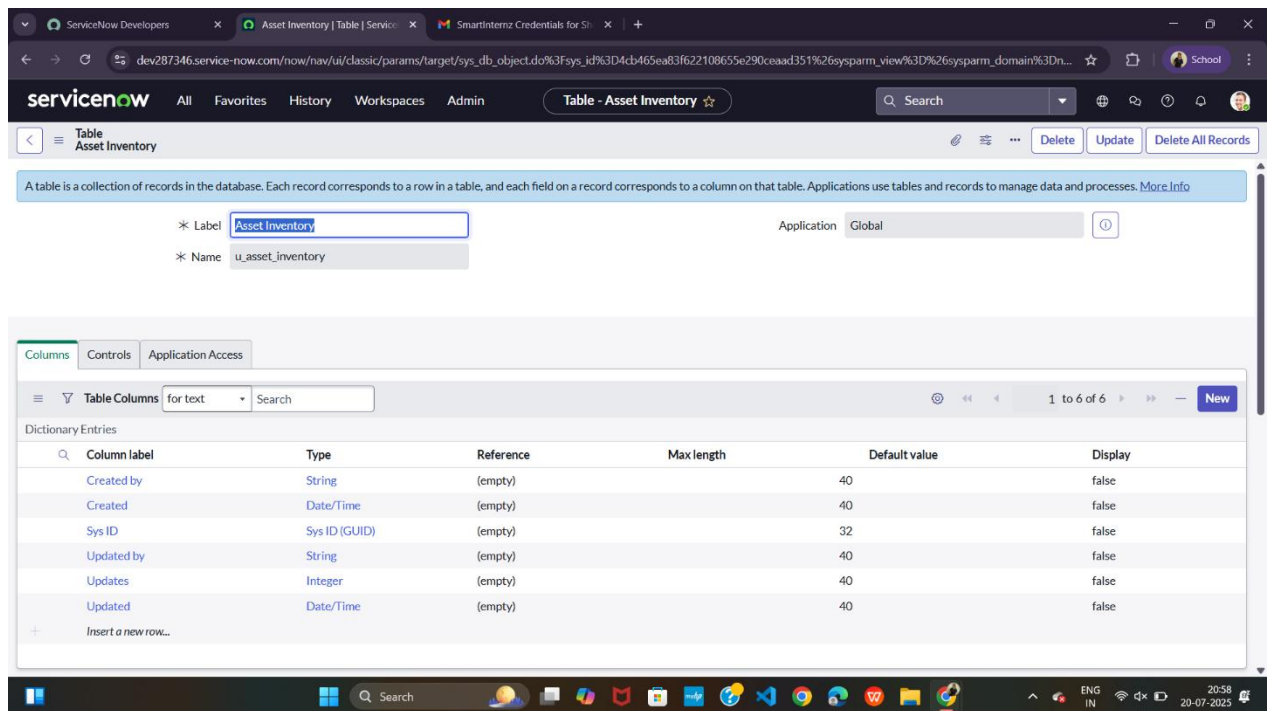 ServiceNow Developers
Asset Inventory | Table | Service
SmartInternz Credentials for Sh
dev287346.service-now.com/now/nav/ui/classic/params/target/sys_db_object.do%3Fsys_id%3D4cb465ea83f622108655e290ceaad351%26sysparm_view%3D%26sysparm_domain%3Dn...
School
servicenow All Favorites History Workspaces Admin Table - Asset Inventory Search
Table
Asset Inventory
Delete Update Delete All Records
A table is a collection of records in the database. Each record corresponds to a row in a table, and each field on a record corresponds to a column on that table. Applications use tables and records to manage data and processes. More Info
* Label Asset Inventory Application Global
* Name u_asset_inventory
Columns Controls Application Access
Table Columns for text Search 1 to 6 of 6 New
Dictionary Entries
Column label Type Reference Max length Default value Display
Created by String (empty) 40 false
Created Date/Time (empty) 40 false
Sys ID Sys ID (GUID) (empty) 32 false
Updated by String (empty) 40 false
Updates Integer (empty) 40 false
Updated Date/Time (empty) 40 false
Insert a new row...
Search ENG 20:58
IN 20-07-2025